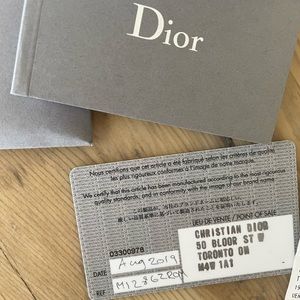 Dior
Nous certifions que cet article a été fabriqué selon les critères de qualité
les plus rigoureux conformes à l'image de notre marque.
We certify that this article has been manufactured according to the most rigorous
quality standards, and in conformity with the image of our brand name.
LIEU DE VENTE / POINT OF SALE
03300978
CHRISTIAN DIOR
50 BLOOR ST W
TORONTO ON
M4W 1A1
DATE Aug 2019